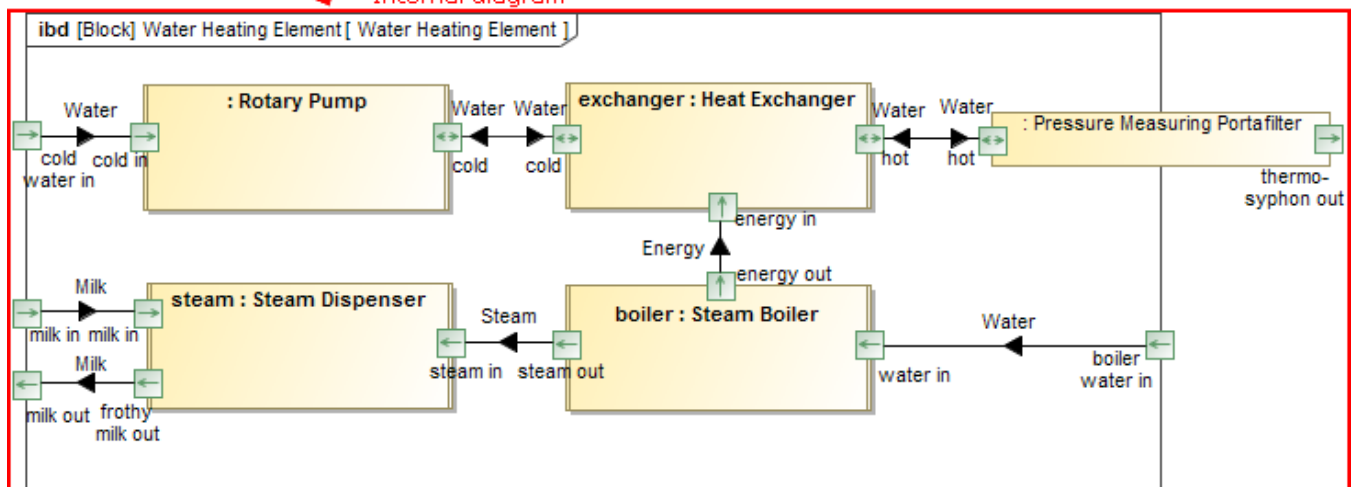 Internal diagram
ibd [Block] Water Heating Element[ Water Heating Element ]
Water
cold
water in
cold in
: Rotary Pump
Water
cold
Water
cold
exchanger : Heat Exchanger
Water
hot
Water
hot
: Pressure Measuring Portafilter
thermo-
syphon out
energy in
Energy
energy out
Milk
milk in
milk in
Milk
milk out
frothy
milk out
steam : Steam Dispenser
Steam
steam in
steam out
boiler : Steam Boiler
water in
Water
boiler
water in